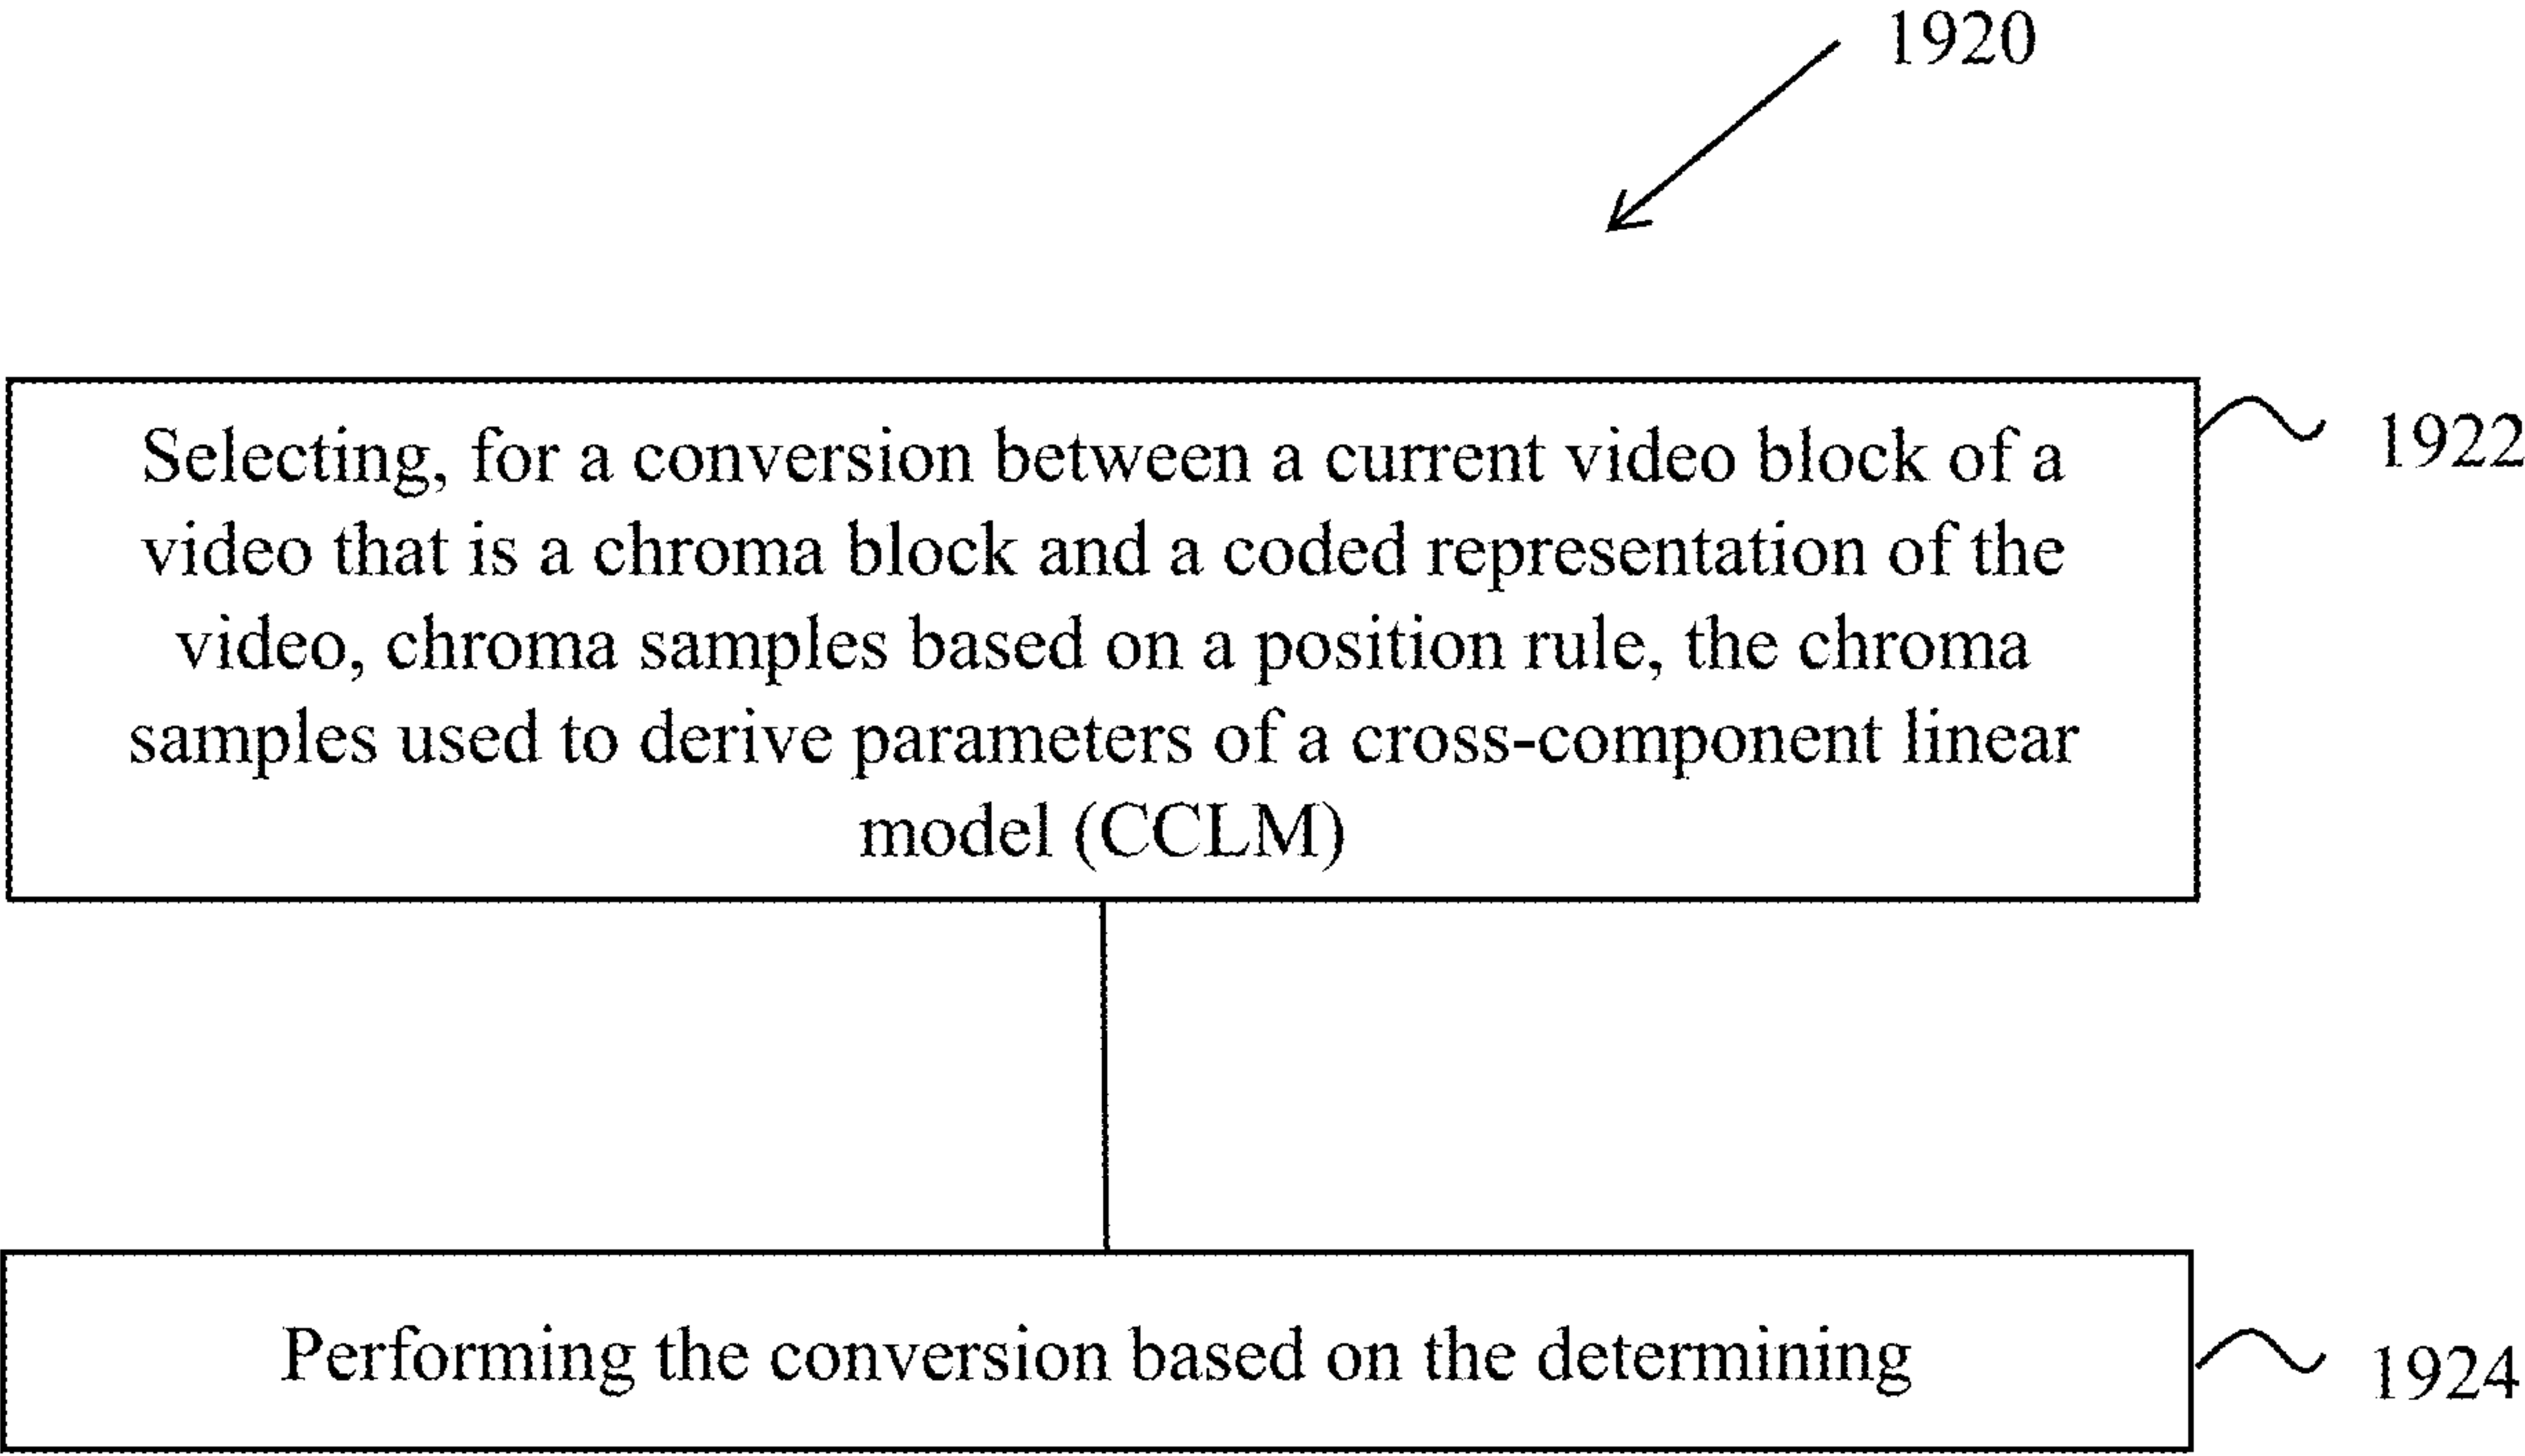 1920
Selecting, for a conversion between a current video block of a
1922
video that is a chroma block and a coded representation of the
video, chroma samples based on a position rule, the chroma
samples used to derive parameters of a cross-component linear
model (CCLM)
Performing the conversion based on the determining
1924